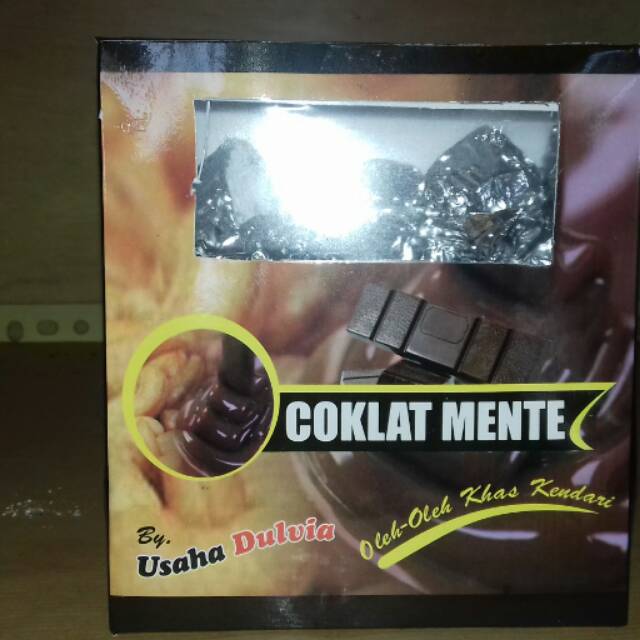 COKLAT MENTE
Oleh-Oleh Khas Kendari
By.
Usaha Dulvia